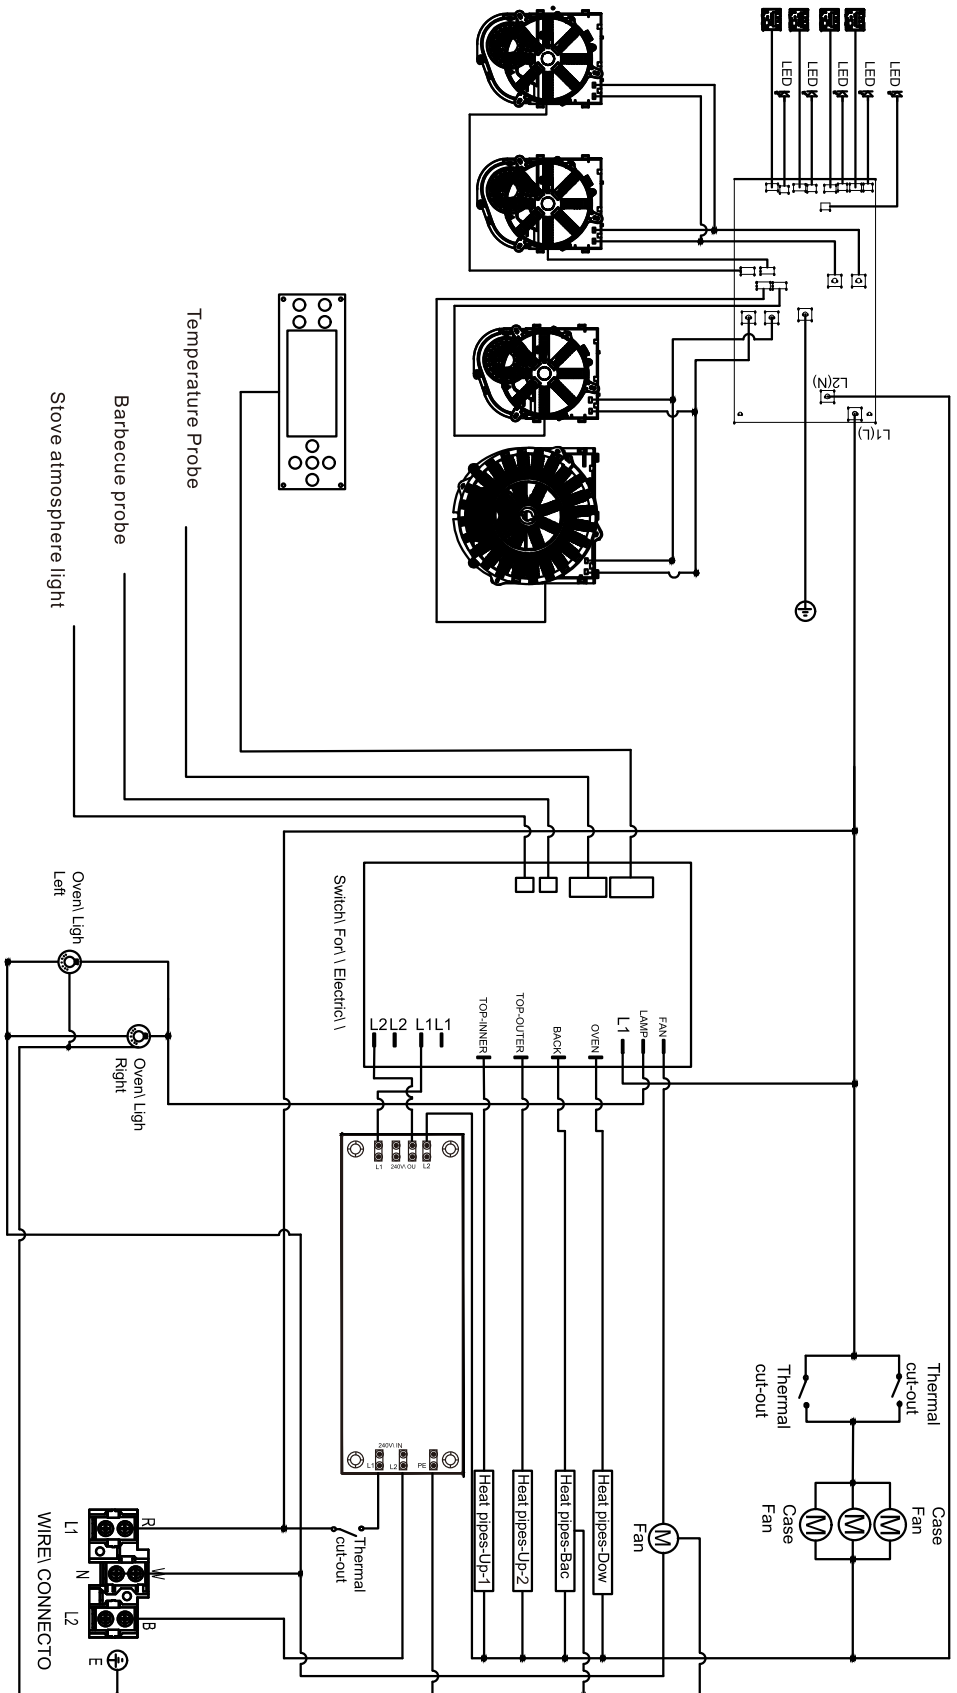 LED
LED
LED
LED
LED
L2(N)
L1(L)
Temperature Probe
Barbecue probe
Stove atmosphere light
Switch\ For\ \ Electric\ \
L2
L2
L1
L1
TOP-INNER
TOP-OUTER
BACK
OVEN
L1
LAMP
FAN
Oven\ Ligh
Left
Oven\ Ligh
Right
L1
240V\ OU
L2
240V\ IN
L1
L2
PE
Thermal
cut-out
Thermal
cut-out
Case
Fan
Case
Fan
M
M
M
Heat pipes-Up-1
Heat pipes-Up-2
Heat pipes-Bac
Heat pipes-Dow
Fan
M
Thermal
cut-out
R
W
B
L1
N
L2
E
WIRE\ CONNECTO